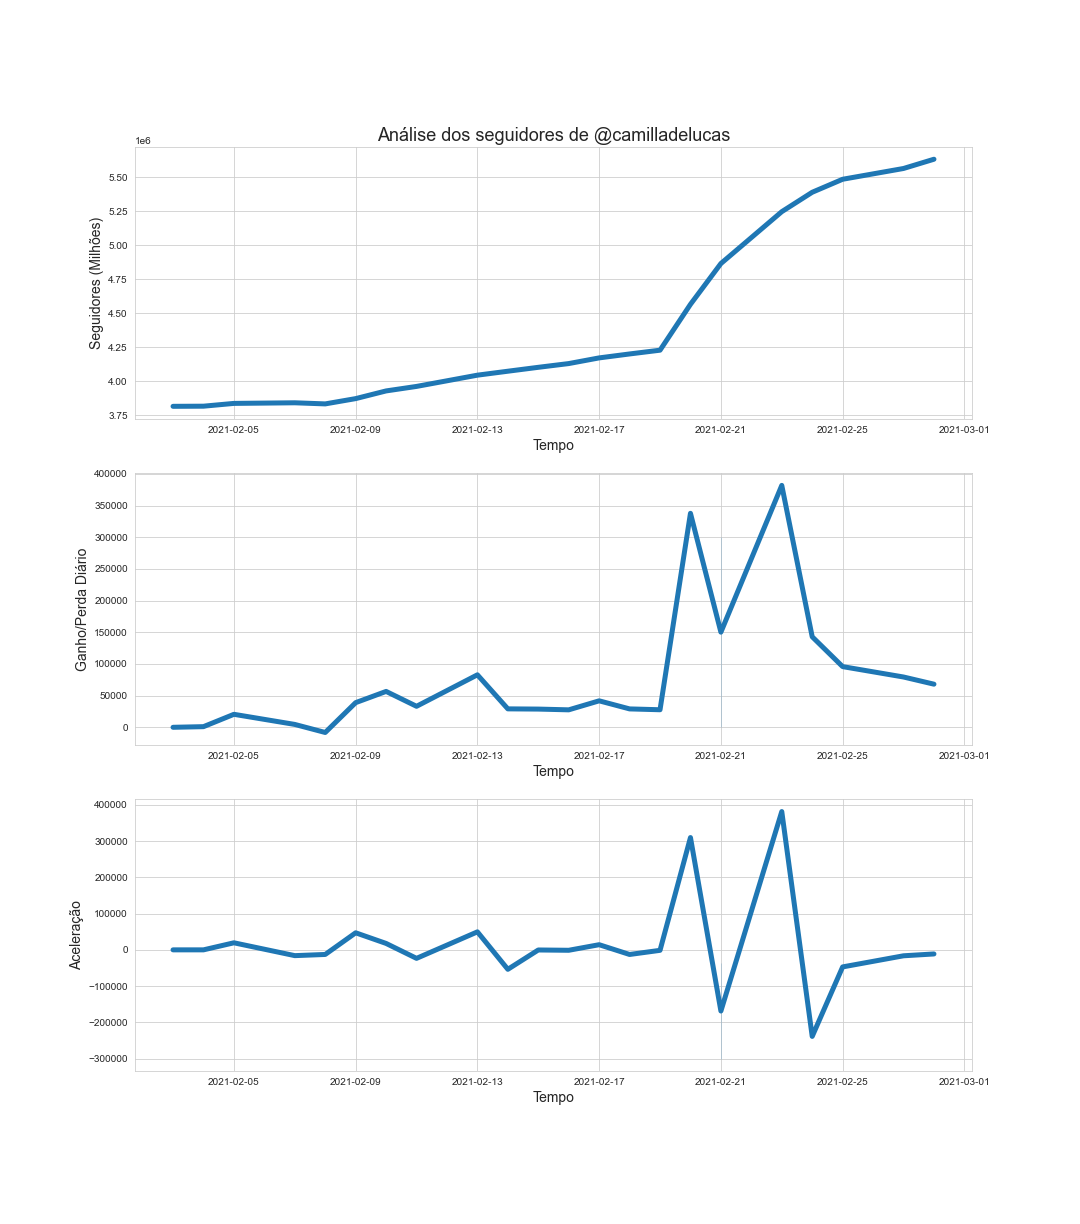 Análise dos seguidores de @camilladelucas
1e6
5.50
5.25
5.00
4.75
4.50
4.25
4.00
3.75
Seguidores (Milhões)
2021-02-05 2021-02-09 2021-02-13 2021-02-17 2021-02-21 2021-02-25 2021-03-01
Tempo
400000
350000
300000
250000
200000
150000
100000
50000
0
Ganho/Perda Diário
2021-02-05 2021-02-09 2021-02-13 2021-02-17 2021-02-21 2021-02-25 2021-03-01
Tempo
400000
300000
200000
100000
0
−100000
−200000
−300000
Aceleração
2021-02-05 2021-02-09 2021-02-13 2021-02-17 2021-02-21 2021-02-25 2021-03-01
Tempo